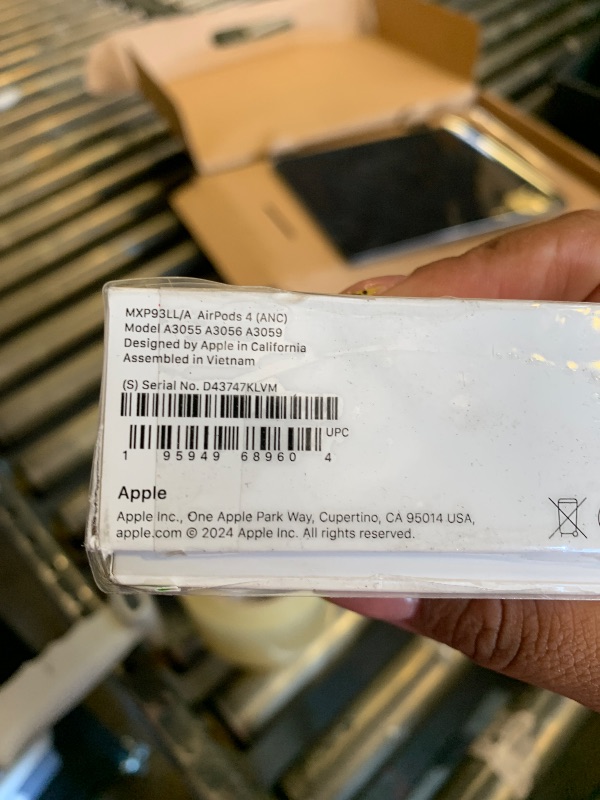 MXP93LL/A AirPods 4 (ANC)
Model A3055 A3056 A3059
Designed by Apple in California
Assembled in Vietnam
(S) Serial No. D43747KLVM
UPC
1 95949 68960 4
Apple
Apple Inc., One Apple Park Way, Cupertino, CA 95014 USA,
apple.com © 2024 Apple Inc. All rights reserved.